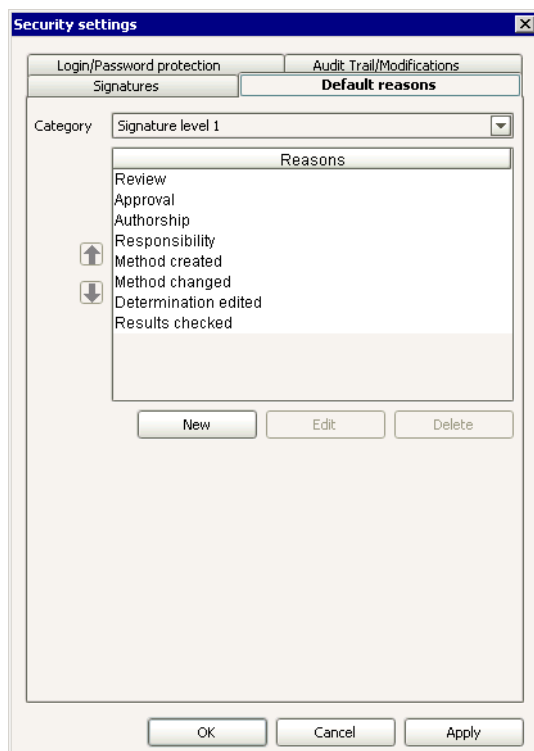 Security settings
Login/Password protection
Audit Trail/Modifications
Signatures
Default reasons
Category
Signature level 1
Reasons
Review
Approval
Authorship
Responsibility
Method created
Method changed
Determination edited
Results checked
New
Edit
Delete
OK
Cancel
Apply